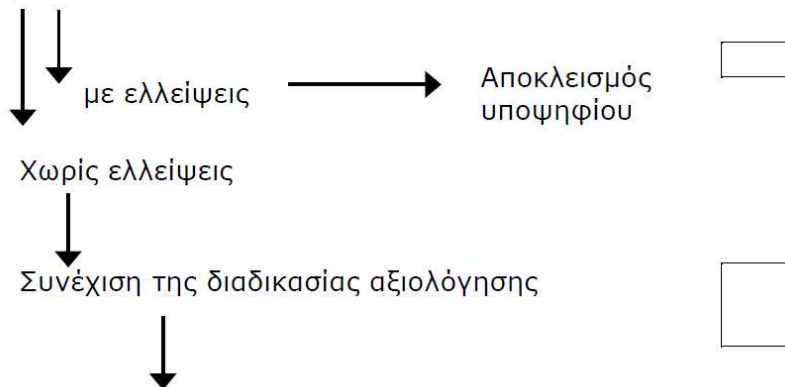 με ελλείψεις
Αποκλεισμός
υποψηφίου
Χωρίς ελλείψεις
Συνέχιση της διαδικασίας αξιολόγησης